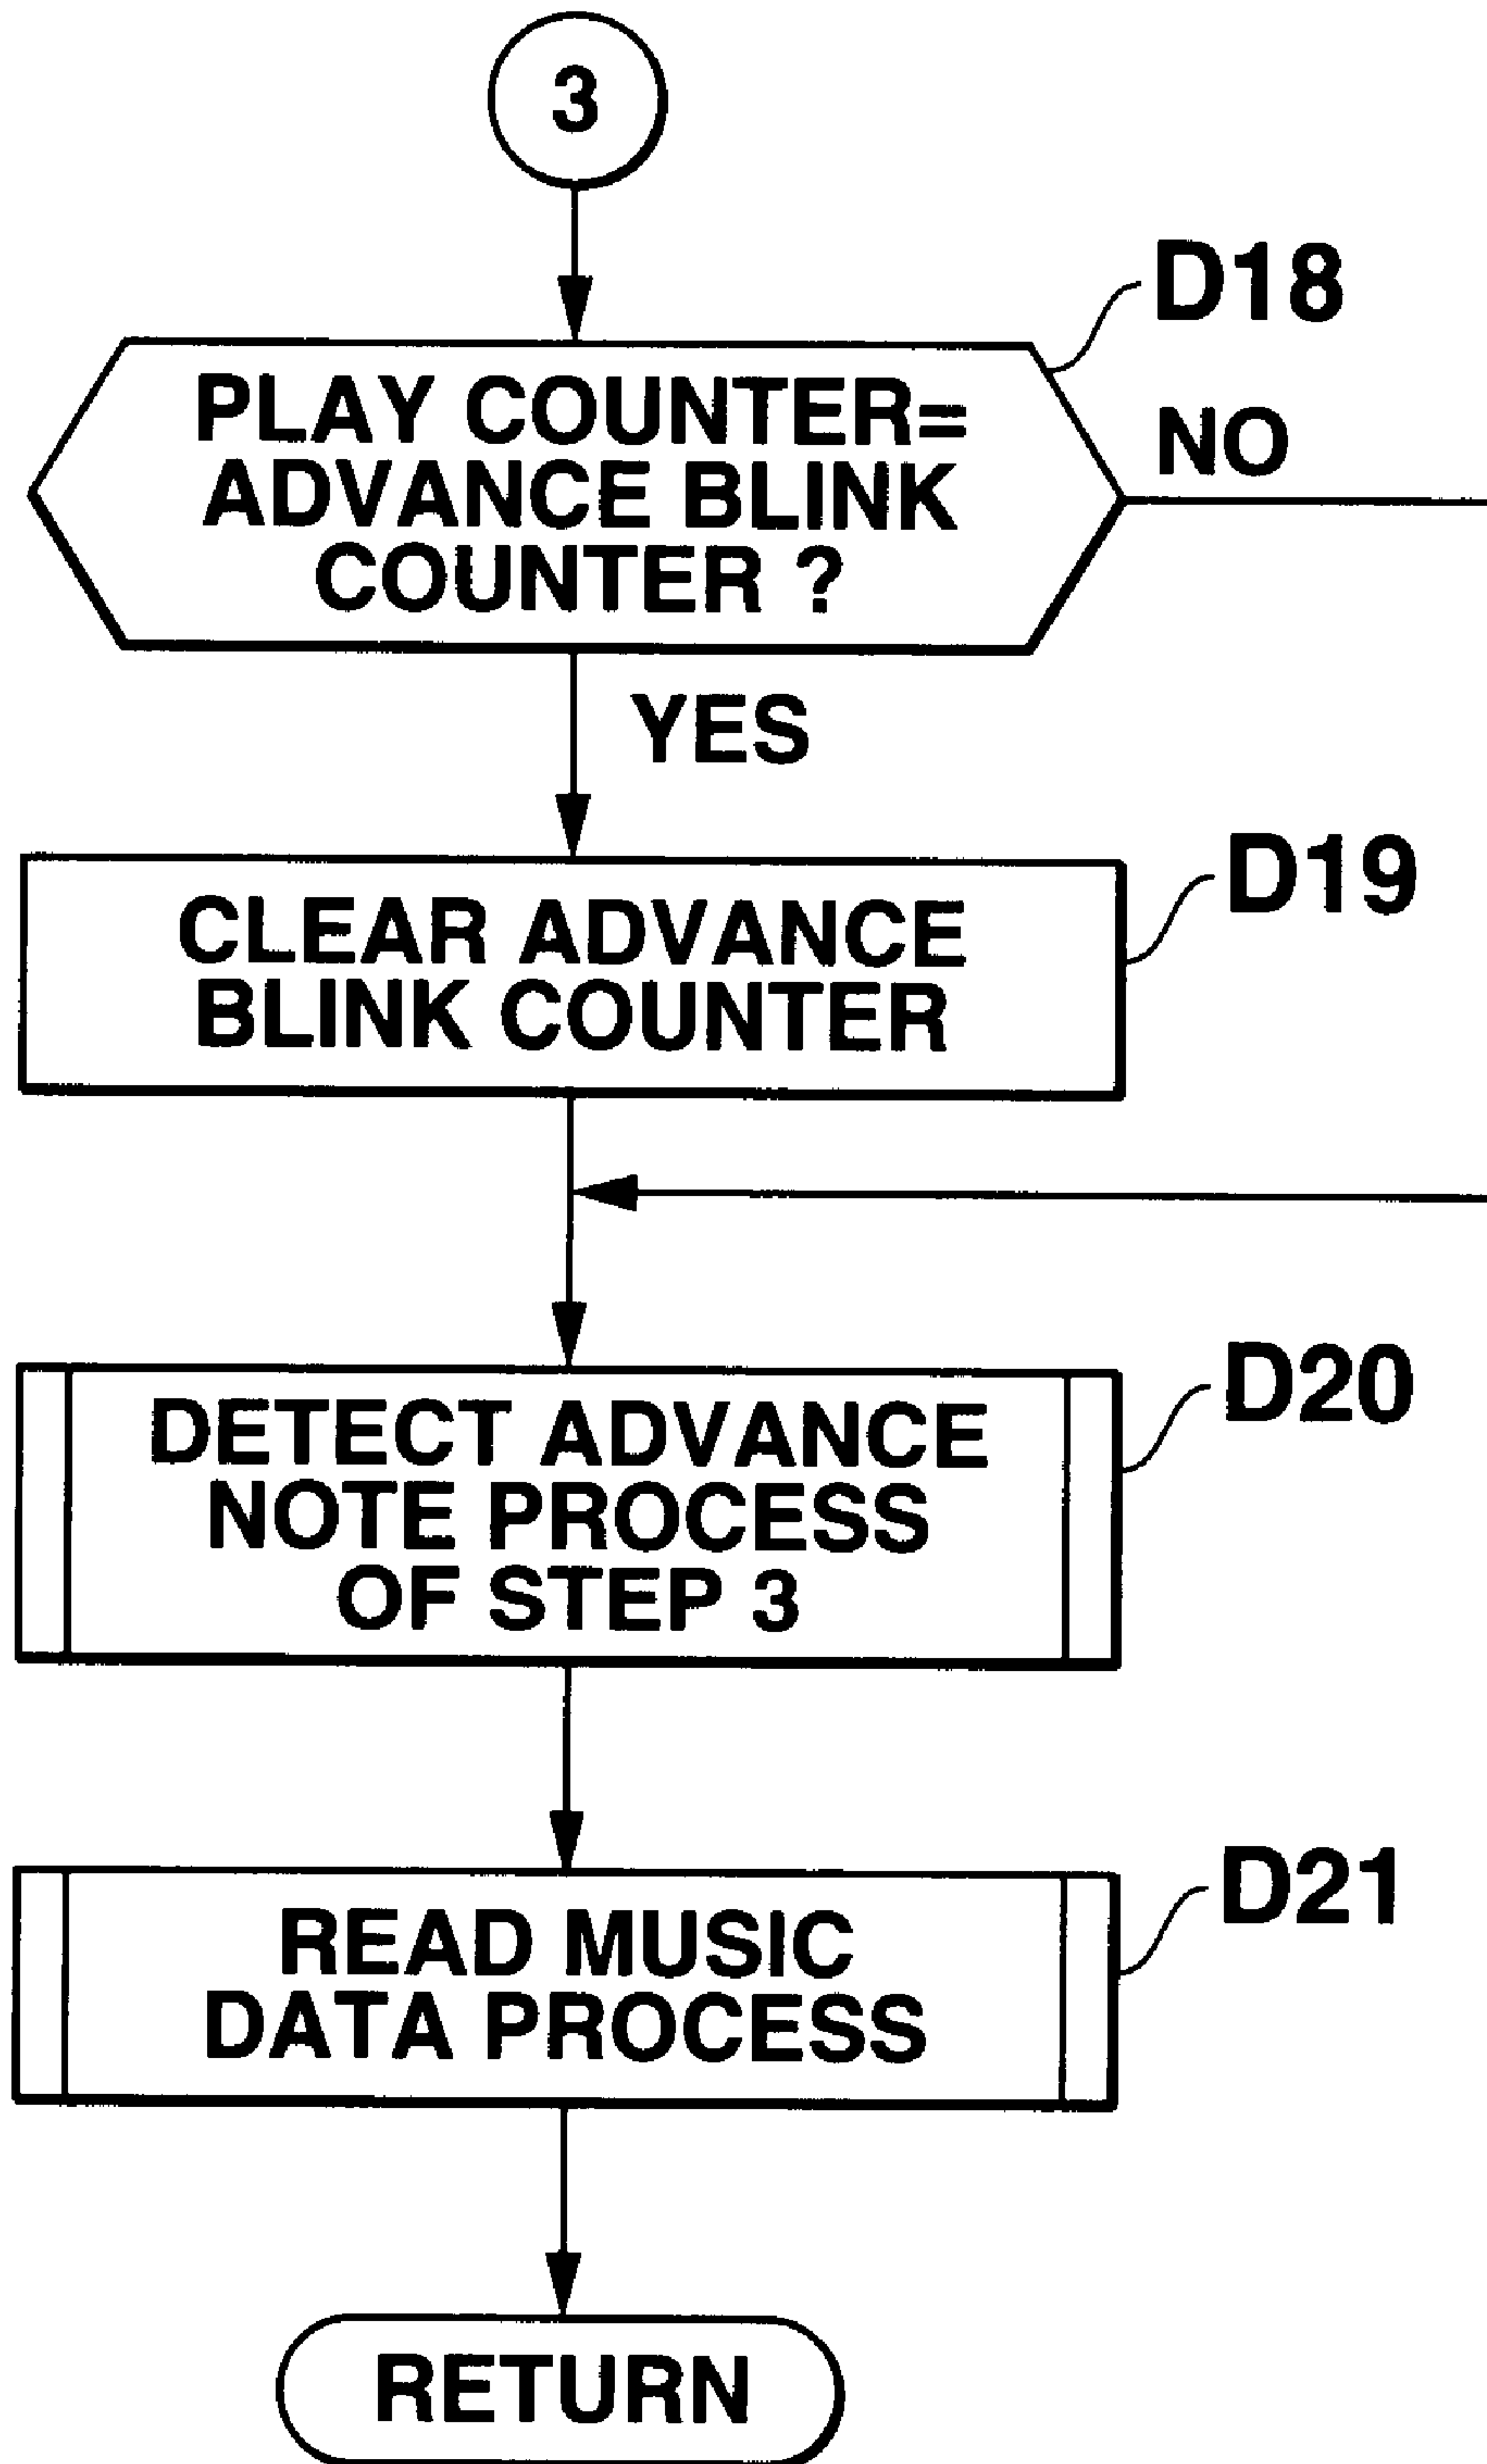 3
D18
PLAY COUNTER=
ADVANCE BLINK
COUNTER ?
NO
YES
D19
CLEAR ADVANCE
BLINK COUNTER
D20
DETECT ADVANCE
NOTE PROCESS
OF STEP 3
D21
READ MUSIC
DATA PROCESS
RETURN